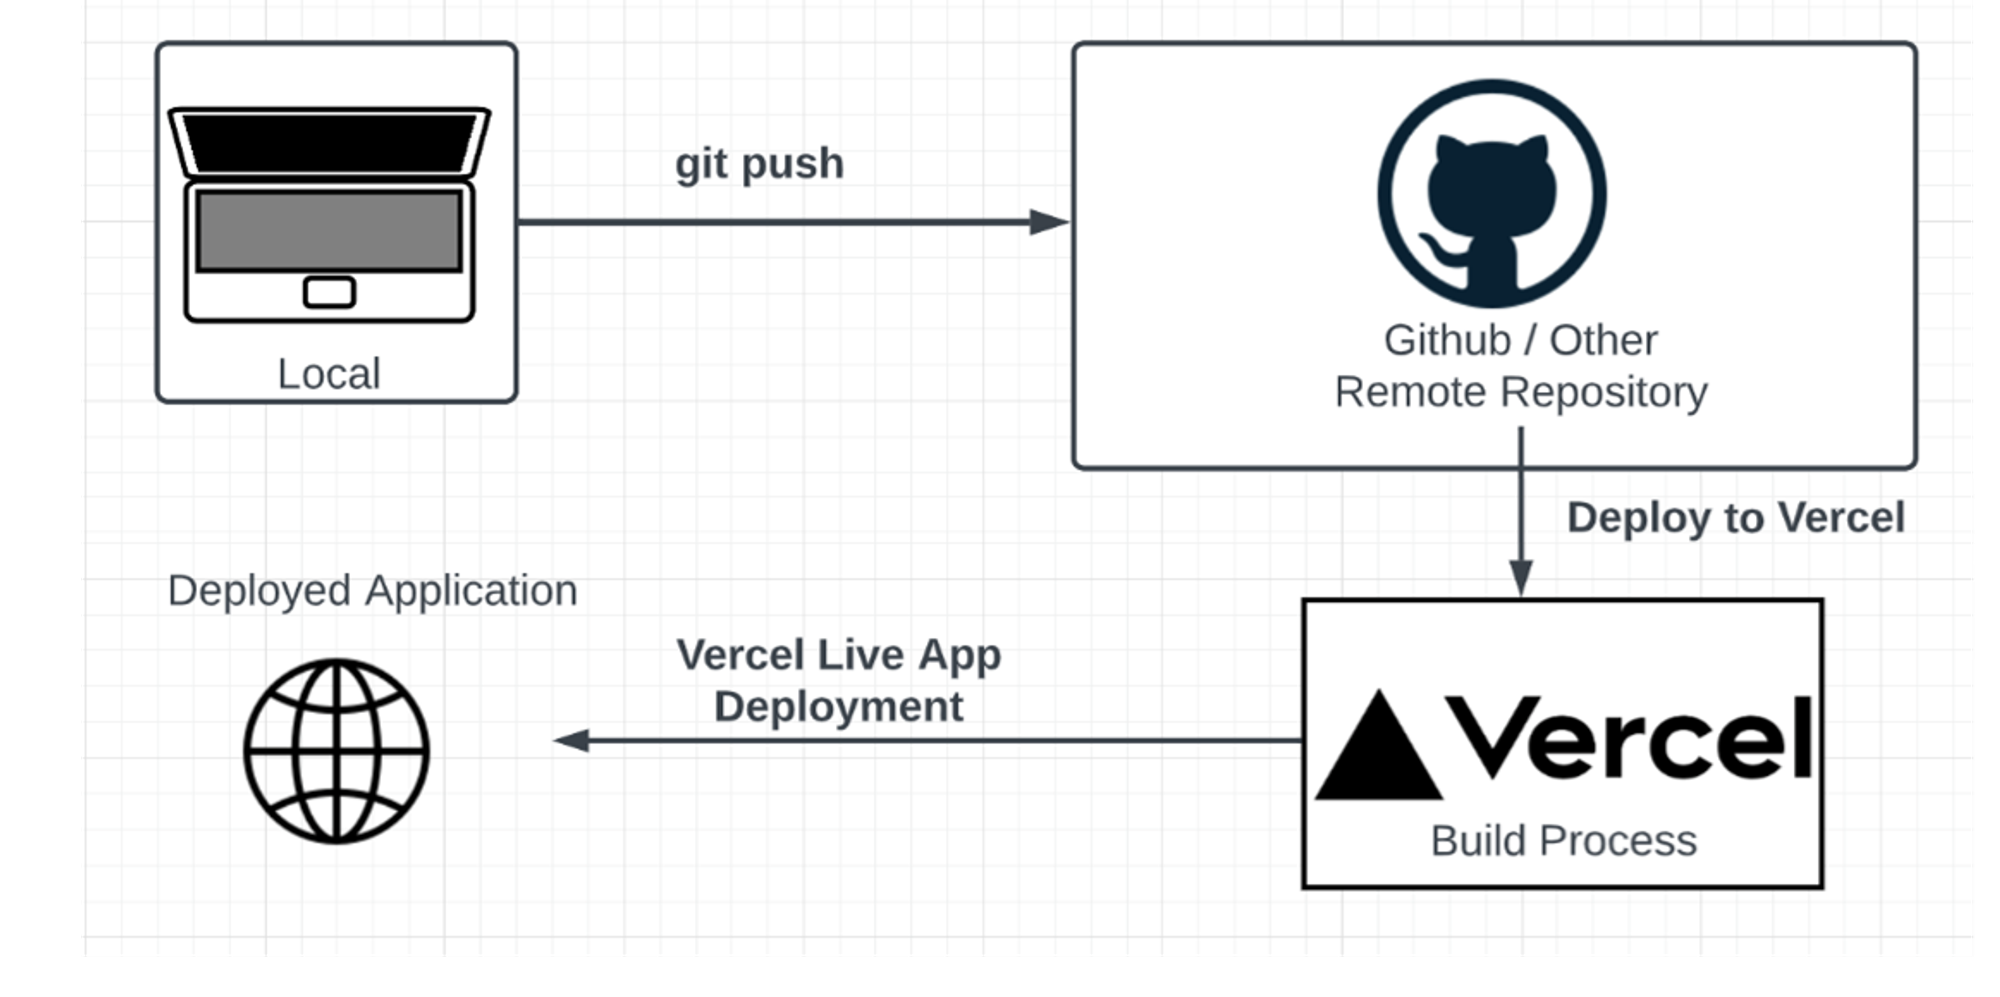 git push
Local
Github / Other
Remote Repository
Deploy to Vercel
Deployed Application
Vercel Live App
Deployment
Vercel
Build Process